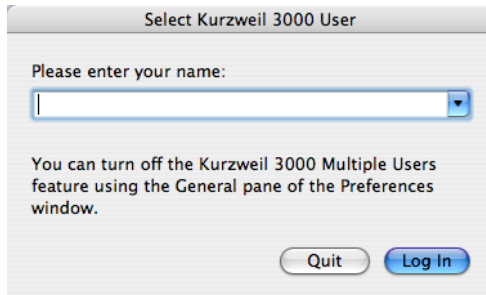 Select Kurzweil 3000 User
Please enter your name:
You can turn off the Kurzweil 3000 Multiple Users
feature using the General pane of the Preferences
window.
Quit Log In